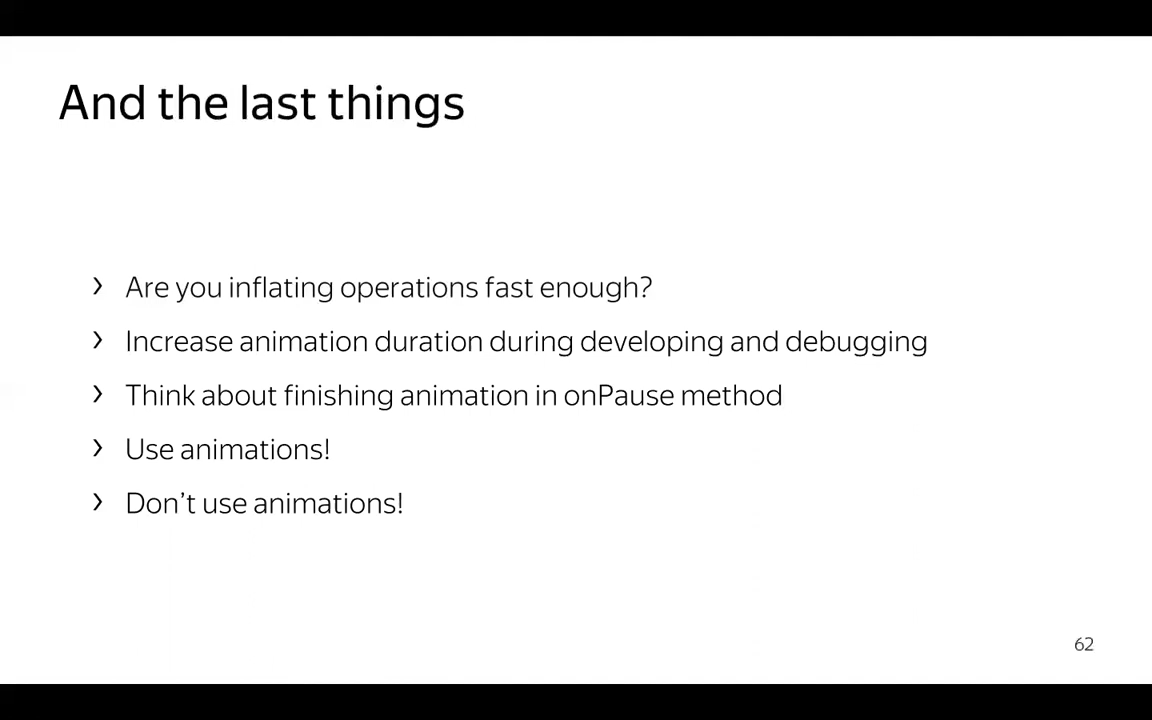 And the last things
› Are you inflating operations fast enough?
› Increase animation duration during developing and debugging
› Think about finishing animation in onPause method
› Use animations!
› Don’t use animations!
62